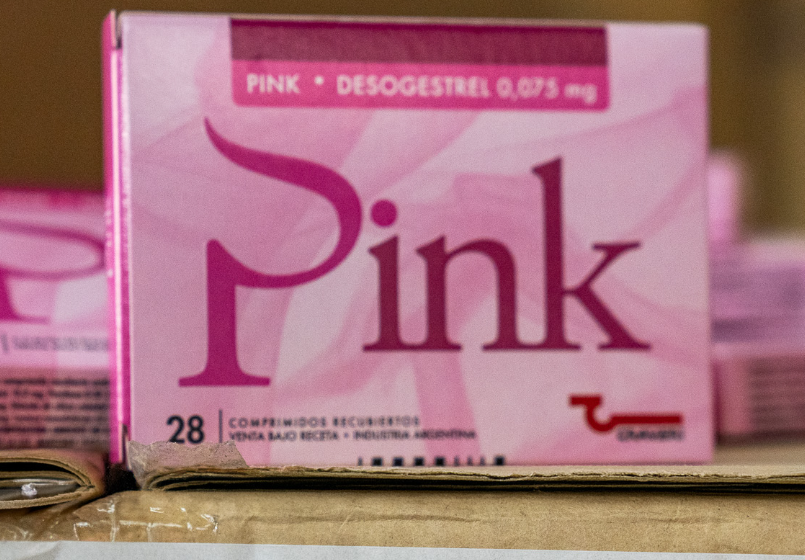 PINK • DESOGESTREL 0,075 mg
Pink
28
COMPRIMIDOS RECUBIERTOS
VENTA BAJO RECETA • INDUSTRIA ARGENTINA